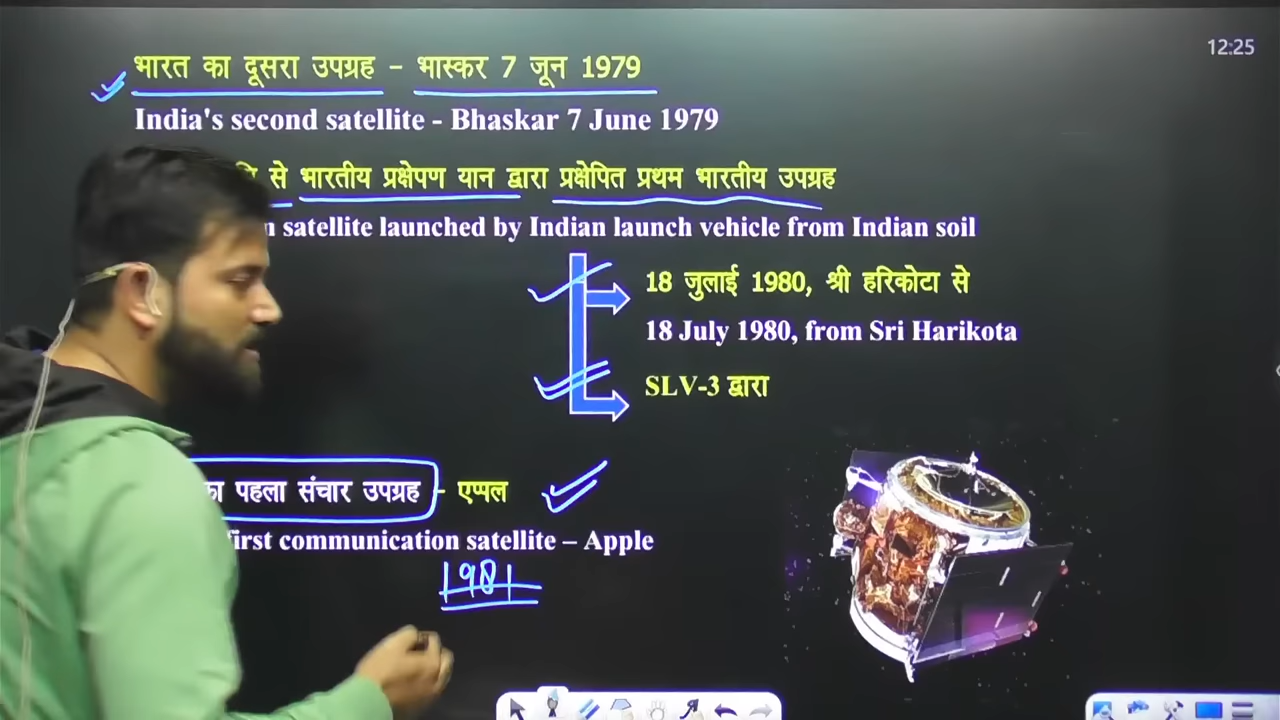 12:25
भारत का दूसरा उपग्रह – भास्कर 7 जून 1979
India's second satellite - Bhaskar 7 June 1979
से भारतीय प्रक्षेपण यान द्वारा प्रक्षेपित प्रथम भारतीय उपग्रह
satellite launched by Indian launch vehicle from Indian soil
18 जुलाई 1980, श्री हरिकोटा से
18 July 1980, from Sri Harikota
SLV-3 द्वारा
का पहला संचार उपग्रह - एप्पल
first communication satellite – Apple
1981